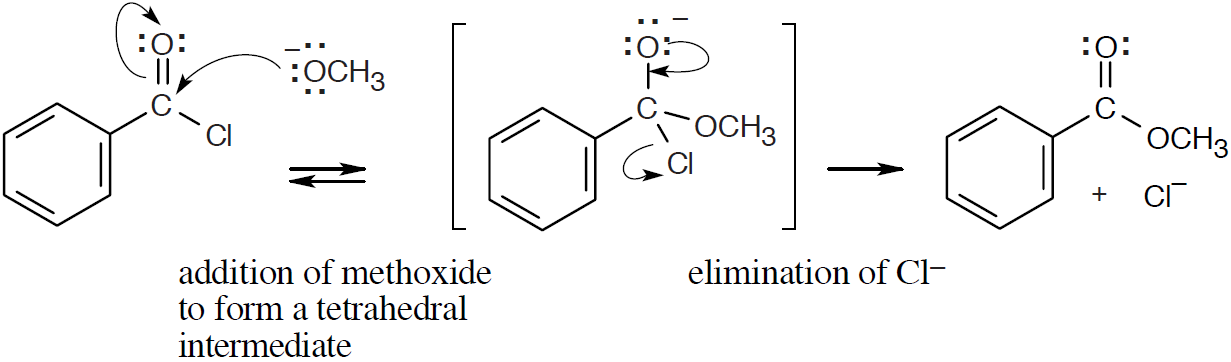 O
–
OCH3
C
Cl
O –
C
OCH3
Cl
O
C
OCH3
+ Cl–
addition of methoxide
to form a tetrahedral
intermediate
elimination of Cl–